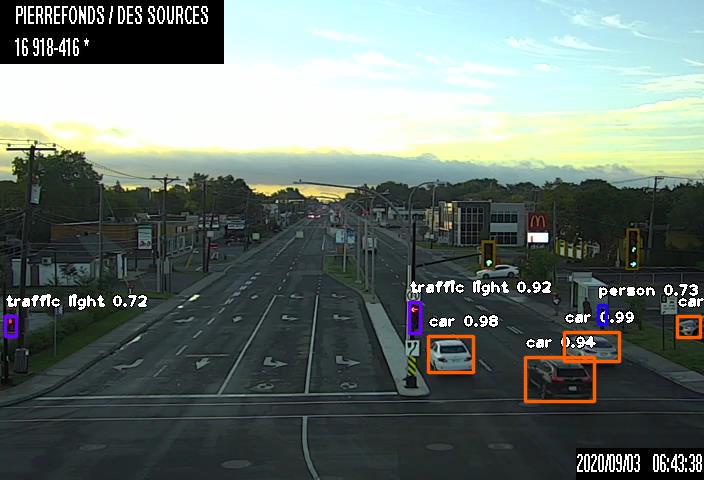 PIERREFONDS / DES SOURCES
16 918-416 *
traffic light 0.72
traffic light 0.92
person 0.73
car
car 0.98
car 0.99
car 0.94
2020/09/03 06:43:38